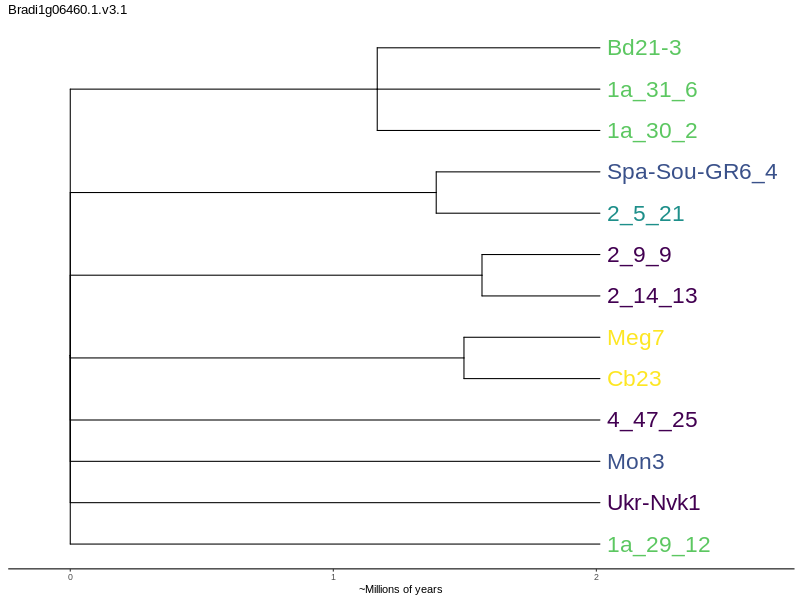 Bradi1g06460.1.v3.1
Bd21-3
1a_31_6
1a_30_2
Spa-Sou-GR6_4
2_5_21
2_9_9
2_14_13
Meg7
Cb23
4_47_25
Mon3
Ukr-Nvk1
1a_29_12
0 1 2
~Millions of years